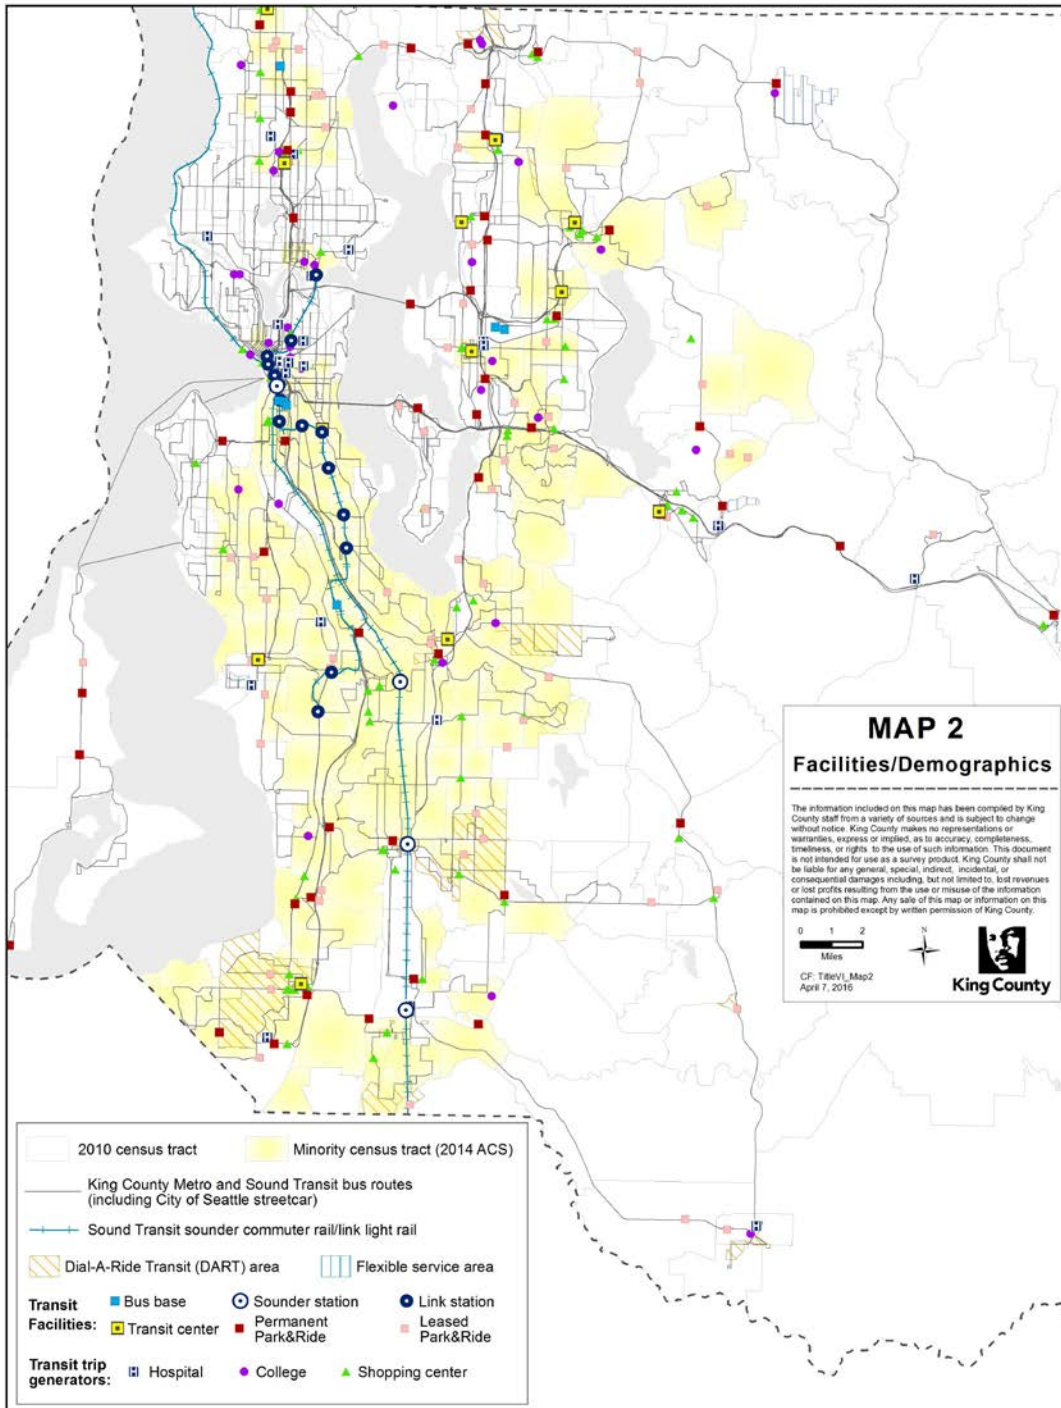 MAP 2
Facilities/Demographics
The information included on this map has been compiled by King
County staff from a variety of sources and is subject to change
without notice. King County makes no representations or
warranties, express or implied, as to accuracy, completeness,
timeliness, or rights to the use of such information. This document
is not intended for use as a survey product. King County shall not
be liable for any general, special, indirect, incidental, or
consequential damages including, but not limited to, lost revenues
or lost profits resulting from the use or misuse of the information
contained on this map. Any sale of this map or information on this
map is prohibited except by written permission of King County.
0 1 2
Miles
N
CF: TitleVI_Map2
April 7, 2016
King County
2010 census tract
Minority census tract (2014 ACS)
King County Metro and Sound Transit bus routes
(including City of Seattle streetcar)
Sound Transit sounder commuter rail/link light rail
Dial-A-Ride Transit (DART) area
Flexible service area
Transit
Facilities:
Bus base
Sounder station
Link station
Transit center
Permanent
Park&Ride
Leased
Park&Ride
Transit trip
generators:
H Hospital
College
Shopping center